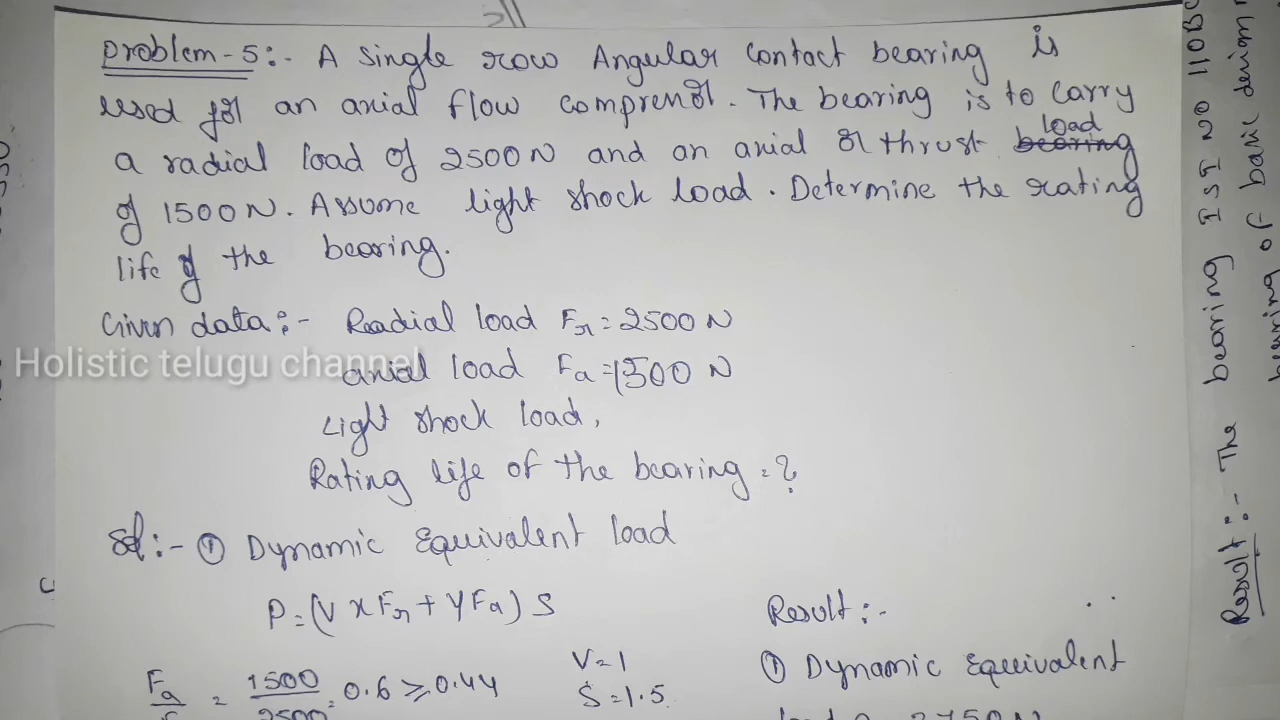 Problem-5:- A single row Angular contact bearing is
used for an axial flow compressor. The bearing is to carry
a radial load of 2500N and an axial or thrust bearing load
of 1500N. Assume light shock load. Determine the rating
life of the bearing.
Given data:- Radial load Fr = 2500 N
Holistic telugu channel
axial load Fa = 1500 N
Light shock load,
Rating life of the bearing = ?
Sol:- ① Dynamic Equivalent load
P = (V x Fr + Y Fa) S
Fa = 1500 = 0.6 ≥ 0.44
2500
V = 1
S = 1.5
Result:-
① Dynamic Equivalent
Result:- The bearing ISI NO 110BC
bearing of basic design